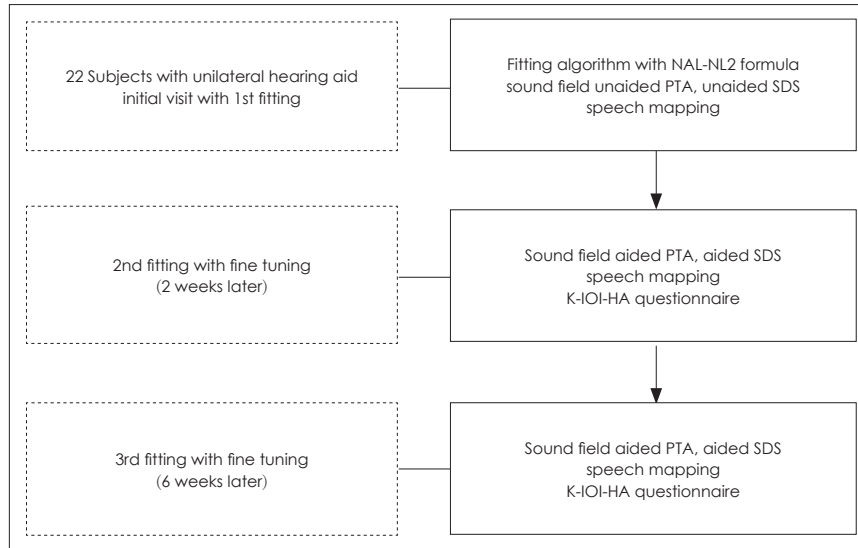 22 Subjects with unilateral hearing aid
initial visit with 1st fitting
Fitting algorithm with NAL-NL2 formula
sound field unaided PTA, unaided SDS
speech mapping
2nd fitting with fine tuning
(2 weeks later)
Sound field aided PTA, aided SDS
speech mapping
K-IOI-HA questionnaire
3rd fitting with fine tuning
(6 weeks later)
Sound field aided PTA, aided SDS
speech mapping
K-IOI-HA questionnaire